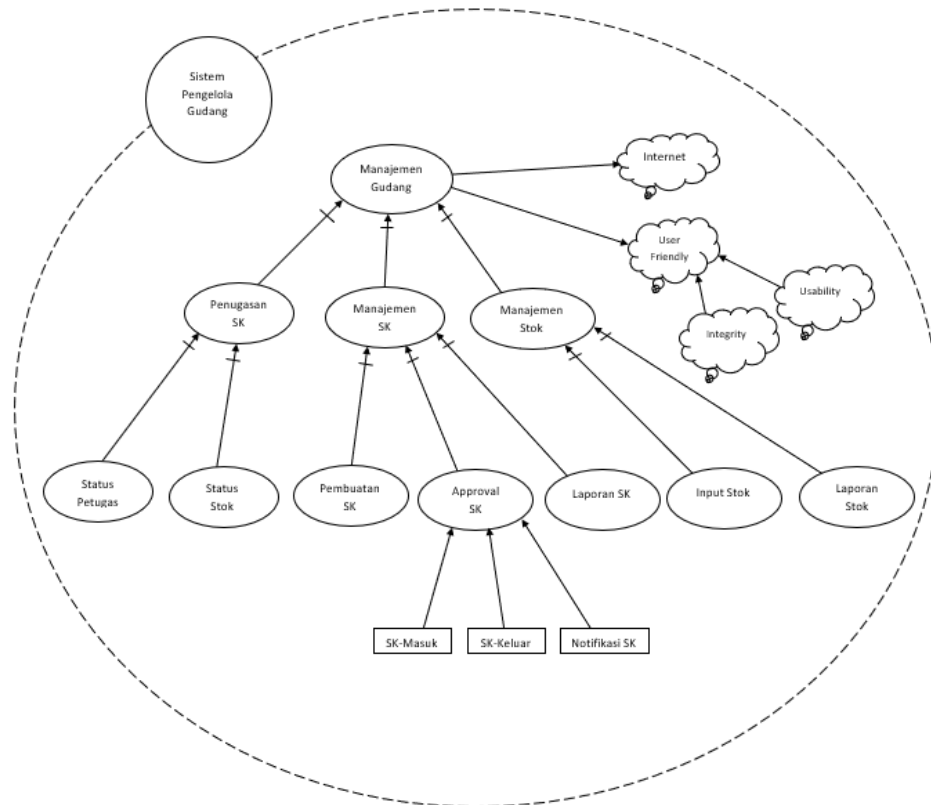 Sistem
Pengelola
Gudang
Manajemen
Gudang
Internet
User
Friendly
Usability
Integrity
Penugasan
SK
Manajemen
SK
Manajemen
Stok
Status
Petugas
Status
Stok
Pembuatan
SK
Approval
SK
Laporan SK
Input Stok
Laporan
Stok
SK-Masuk
SK-Keluar
Notifikasi SK